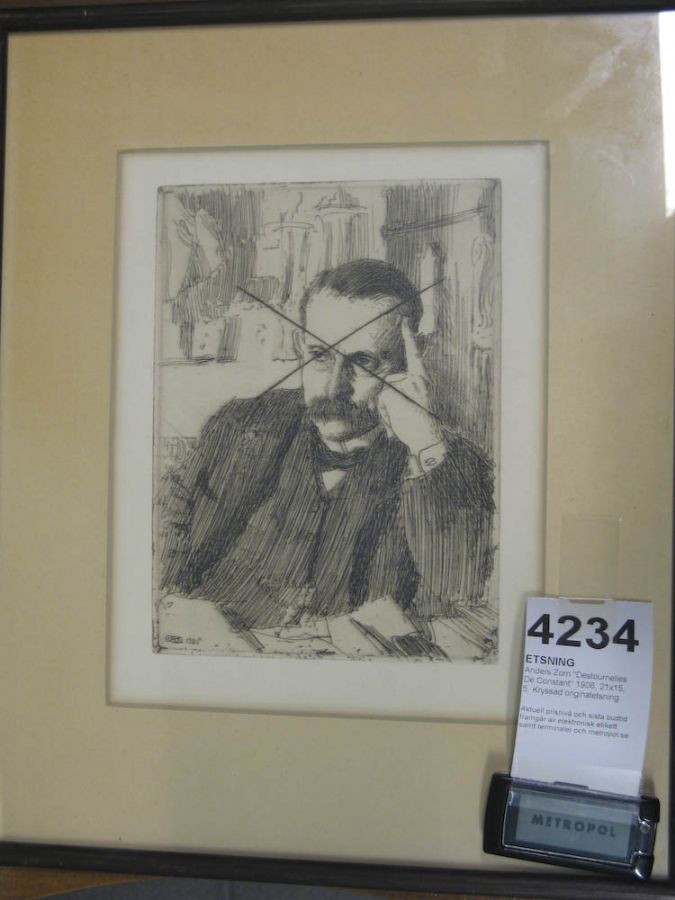 4234
ETSNING
Anders Zorn "Destournelles
De Constant" 1906, 21x15,
5, Kryssad originaletsning.
Aktuell prisnivå och sista budtid
framgår av elektronisk etikett
samt terminaler och metropol.se
METROPOL